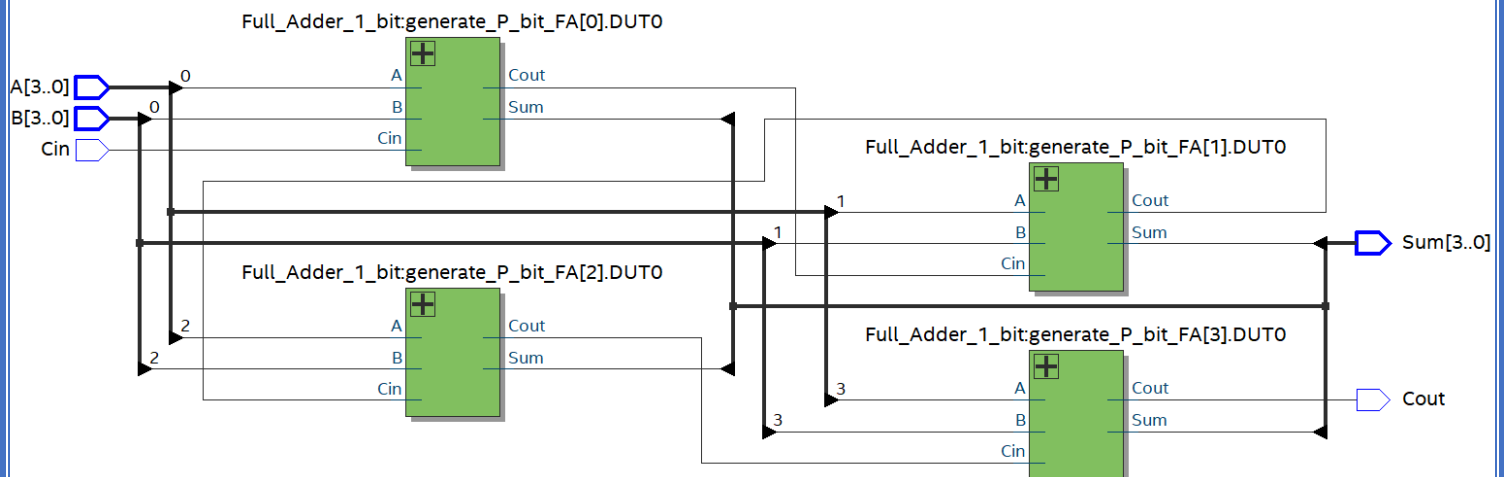 Full_Adder_1_bit:generate_P_bit_FA[0].DUT0
A[3..0]
0
A
Cout
B[3..0]
0
B
Sum
Cin
Cin
Full_Adder_1_bit:generate_P_bit_FA[1].DUT0
1
A
Cout
1
B
Sum
Sum[3..0]
Cin
Full_Adder_1_bit:generate_P_bit_FA[2].DUT0
2
A
Cout
2
B
Sum
Cin
Full_Adder_1_bit:generate_P_bit_FA[3].DUT0
3
A
Cout
Cout
3
B
Sum
Cin